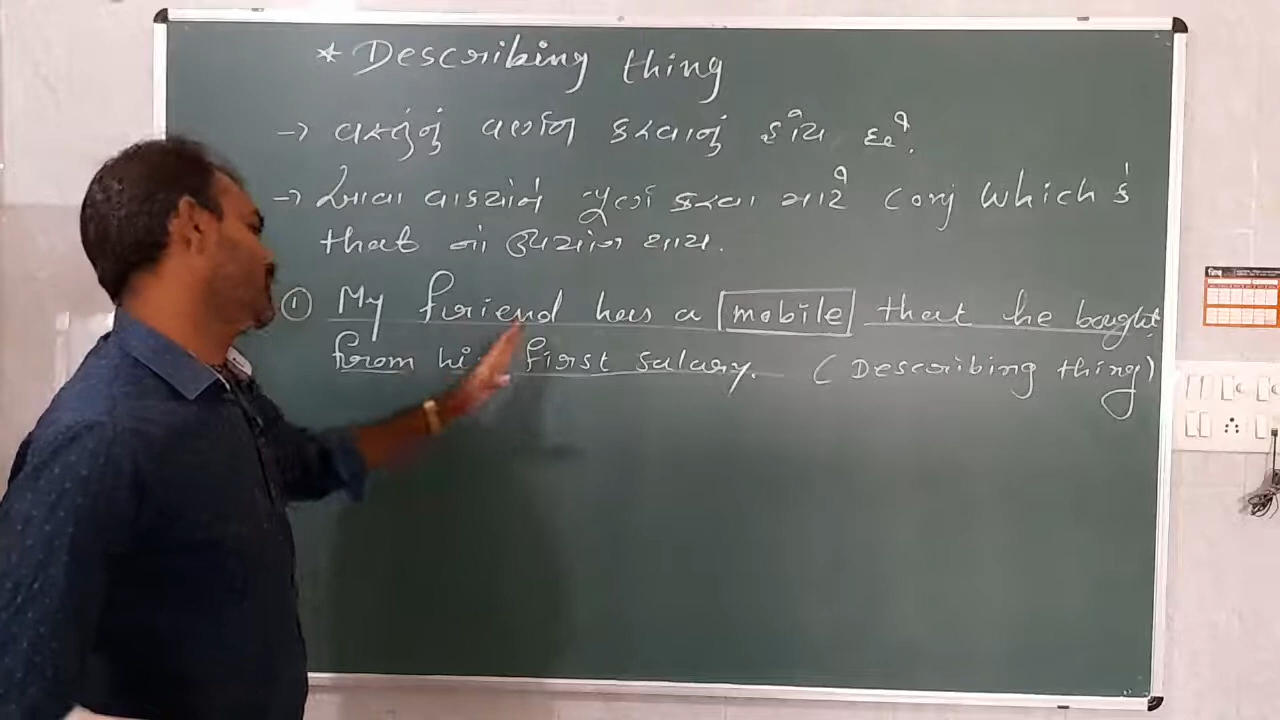 * Describing thing
→ વસ્તુનું વર્ણન કરવાનું હોય છે.
→ આવા વાક્યોને પુર્ણ કરવા માટે conj which કે
that નો ઉપયોગ થાય.
① My friend has a mobile that he bought
from his first salary. (Describing thing)